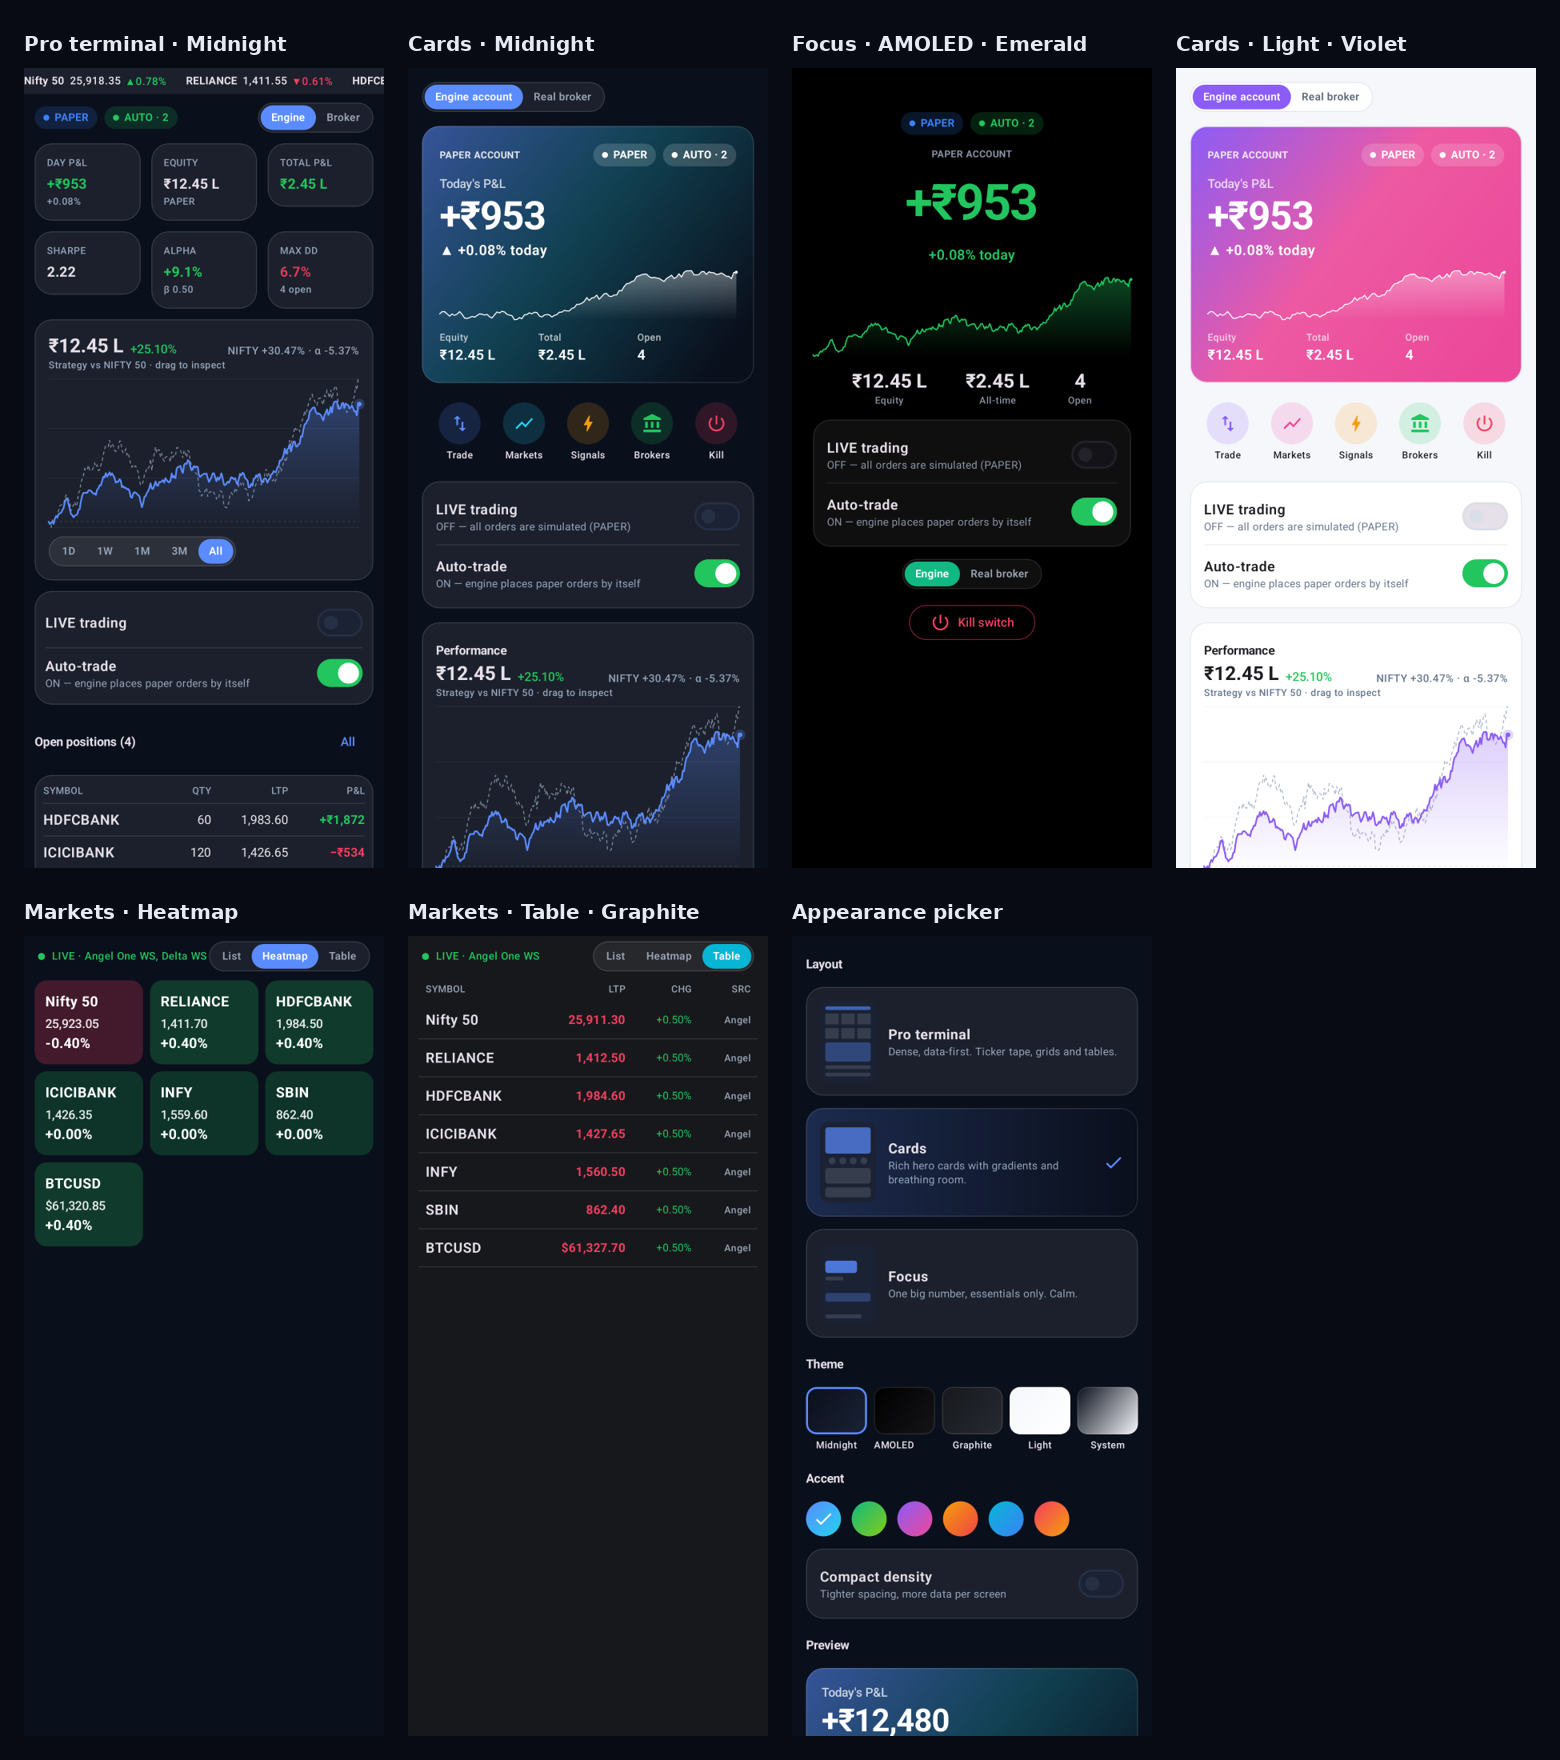 Pro terminal · Midnight
Nifty 50 25,918.35 ▲0.78% RELIANCE 1,411.55 ▼0.61% HDFCE
PAPER AUTO · 2 Engine Broker
DAY P&L EQUITY TOTAL P&L
+₹953 ₹12.45 L ₹2.45 L
+0.08% PAPER
SHARPE ALPHA MAX DD
2.22 +9.1% 6.7%
β 0.50 4 open
₹12.45 L +25.10% NIFTY +30.47% · α -5.37%
Strategy vs NIFTY 50 · drag to inspect
1D 1W 1M 3M All
LIVE trading
Auto-trade
ON — engine places paper orders by itself
Open positions (4) All
SYMBOL QTY LTP P&L
HDFCBANK 60 1,983.60 +₹1,872
ICICIBANK 120 1,426.65 −₹534
Cards · Midnight
Engine account Real broker
PAPER ACCOUNT PAPER AUTO · 2
Today's P&L
+₹953
▲ +0.08% today
Equity Total Open
₹12.45 L ₹2.45 L 4
Trade Markets Signals Brokers Kill
LIVE trading
OFF — all orders are simulated (PAPER)
Auto-trade
ON — engine places paper orders by itself
Performance
₹12.45 L +25.10% NIFTY +30.47% · α -5.37%
Strategy vs NIFTY 50 · drag to inspect
Focus · AMOLED · Emerald
PAPER AUTO · 2
PAPER ACCOUNT
+₹953
+0.08% today
₹12.45 L ₹2.45 L 4
Equity All-time Open
LIVE trading
OFF — all orders are simulated (PAPER)
Auto-trade
ON — engine places paper orders by itself
Engine Real broker
Kill switch
Cards · Light · Violet
Engine account Real broker
PAPER ACCOUNT PAPER AUTO · 2
Today's P&L
+₹953
▲ +0.08% today
Equity Total Open
₹12.45 L ₹2.45 L 4
Trade Markets Signals Brokers Kill
LIVE trading
OFF — all orders are simulated (PAPER)
Auto-trade
ON — engine places paper orders by itself
Performance
₹12.45 L +25.10% NIFTY +30.47% · α -5.37%
Strategy vs NIFTY 50 · drag to inspect
Markets · Heatmap
LIVE · Angel One WS, Delta WS List Heatmap Table
Nifty 50 RELIANCE HDFCBANK
25,923.05 1,411.70 1,984.50
-0.40% +0.40% +0.40%
ICICIBANK INFY SBIN
1,426.35 1,559.60 862.40
+0.00% +0.00% +0.00%
BTCUSD
$61,320.85
+0.40%
Markets · Table · Graphite
LIVE · Angel One WS List Heatmap Table
SYMBOL LTP CHG SRC
Nifty 50 25,911.30 +0.50% Angel
RELIANCE 1,412.50 +0.50% Angel
HDFCBANK 1,984.60 +0.50% Angel
ICICIBANK 1,427.65 +0.50% Angel
INFY 1,560.50 +0.50% Angel
SBIN 862.40 +0.50% Angel
BTCUSD $61,327.70 +0.50% Angel
Appearance picker
Layout
Pro terminal
Dense, data-first. Ticker tape, grids and tables.
Cards
Rich hero cards with gradients and
breathing room.
Focus
One big number, essentials only. Calm.
Theme
Midnight AMOLED Graphite Light System
Accent
Compact density
Tighter spacing, more data per screen
Preview
Today's P&L
+₹12,480